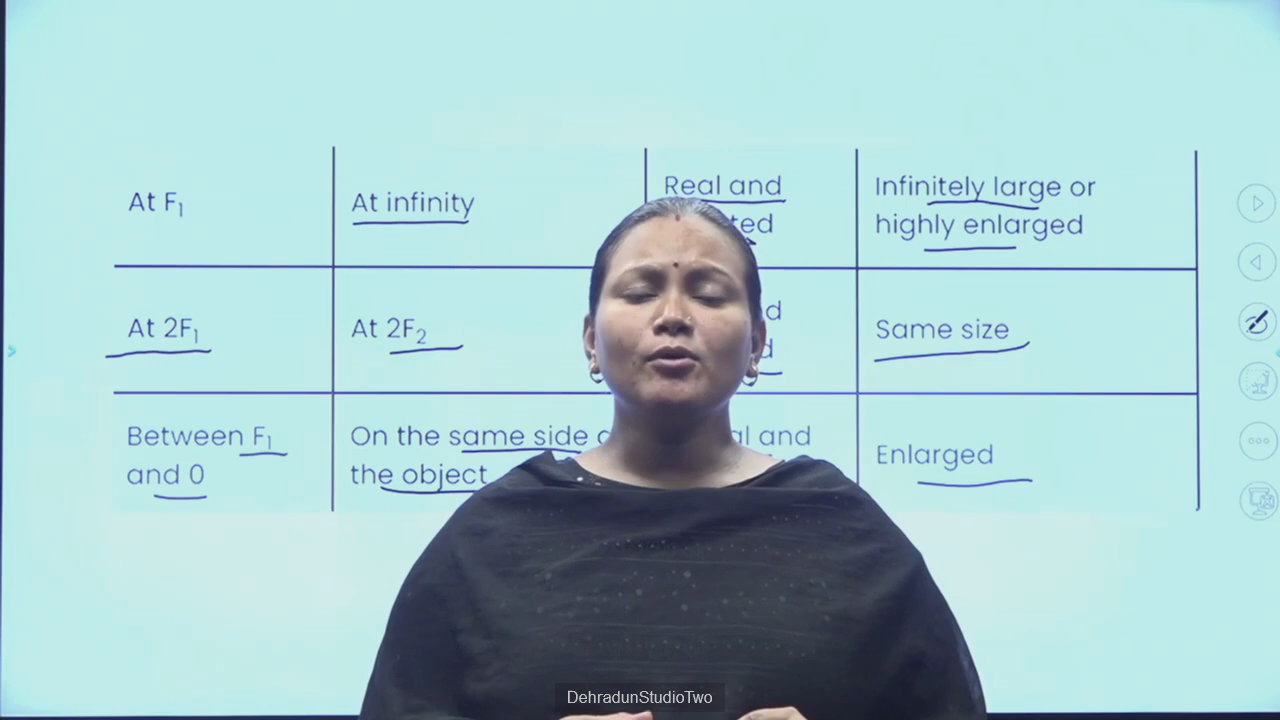 At F₁
At infinity
Real and
Infinitely large or
highly enlarged
At 2F₁
At 2F₂
Same size
Between F₁
and 0
On the same side
the object
and
Enlarged
DehradunStudioTwo